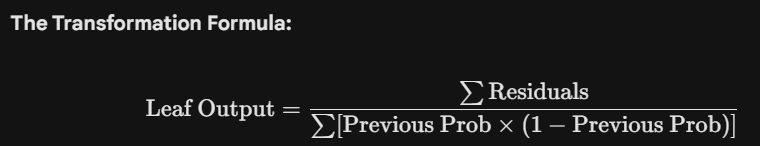 The Transformation Formula:
Leaf Output = ∑ Residuals / ∑[Previous Prob × (1 − Previous Prob)]